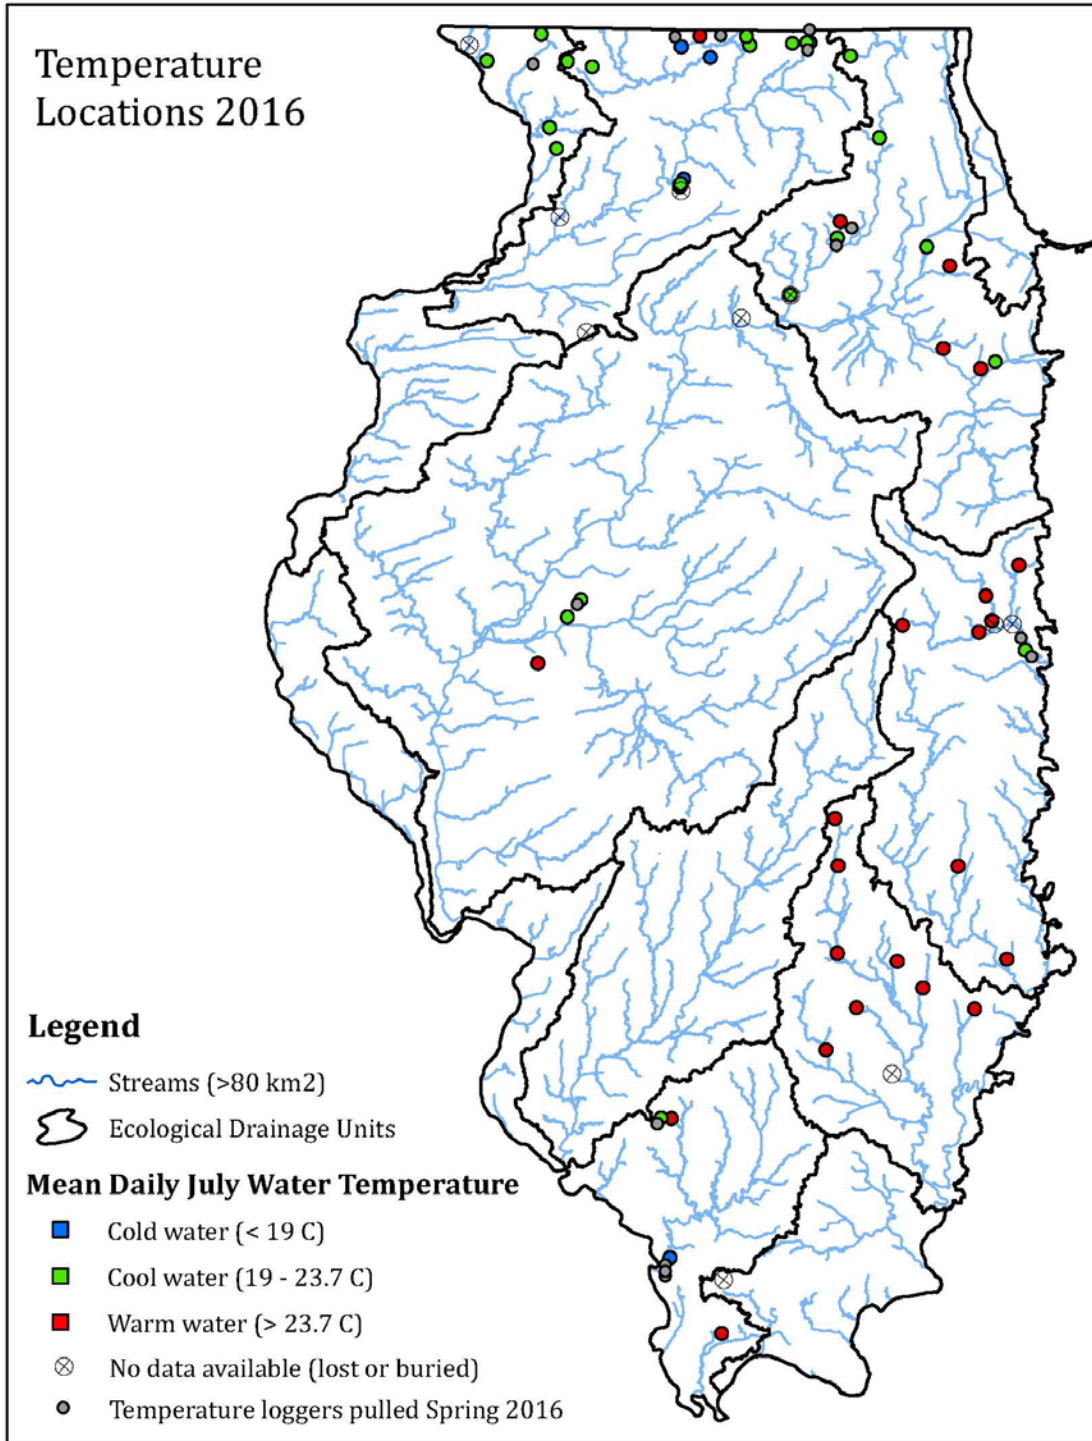 Temperature
Locations 2016
Legend
Streams (>80 km2)
Ecological Drainage Units
Mean Daily July Water Temperature
Cold water (< 19 C)
Cool water (19 - 23.7 C)
Warm water (> 23.7 C)
No data available (lost or buried)
Temperature loggers pulled Spring 2016